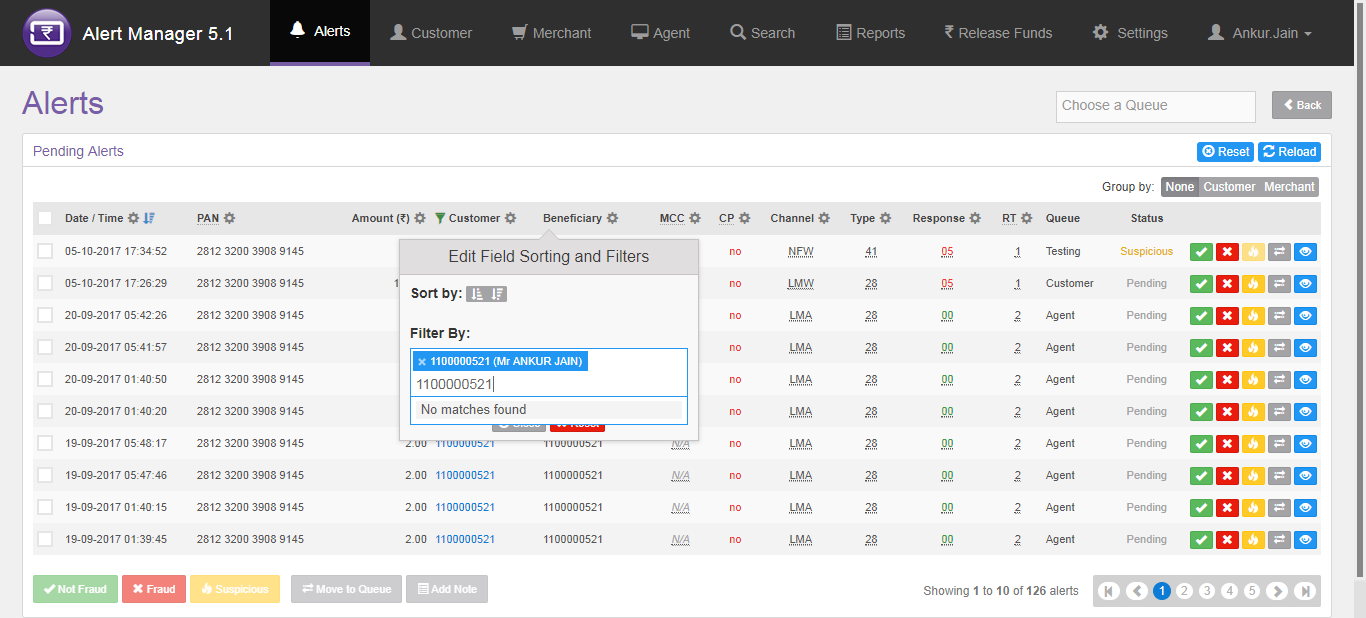 Alert Manager 5.1 Alerts Customer Merchant Agent Search Reports ₹ Release Funds Settings Ankur.Jain
Alerts
Choose a Queue Back
Pending Alerts Reset Reload
Group by: None Customer Merchant
Date / Time PAN Amount (₹) Customer Beneficiary MCC CP Channel Type Response RT Queue Status
05-10-2017 17:34:52 2812 3200 3908 9145 no NFW 41 05 1 Testing Suspicious
05-10-2017 17:26:29 2812 3200 3908 9145 1 no LMW 28 05 1 Customer Pending
20-09-2017 05:42:26 2812 3200 3908 9145 no LMA 28 00 2 Agent Pending
20-09-2017 05:41:57 2812 3200 3908 9145 no LMA 28 00 2 Agent Pending
20-09-2017 01:40:50 2812 3200 3908 9145 no LMA 28 00 2 Agent Pending
20-09-2017 01:40:20 2812 3200 3908 9145 no LMA 28 00 2 Agent Pending
19-09-2017 05:48:17 2812 3200 3908 9145 2.00 1100000521 1100000521 N/A no LMA 28 00 2 Agent Pending
19-09-2017 05:47:46 2812 3200 3908 9145 2.00 1100000521 1100000521 N/A no LMA 28 00 2 Agent Pending
19-09-2017 01:40:15 2812 3200 3908 9145 2.00 1100000521 1100000521 N/A no LMA 28 00 2 Agent Pending
19-09-2017 01:39:45 2812 3200 3908 9145 2.00 1100000521 1100000521 N/A no LMA 28 00 2 Agent Pending
Edit Field Sorting and Filters
Sort by:
Filter By:
× 1100000521 (Mr ANKUR JAIN)
1100000521
No matches found
Not Fraud Fraud Suspicious Move to Queue Add Note Showing 1 to 10 of 126 alerts 1 2 3 4 5